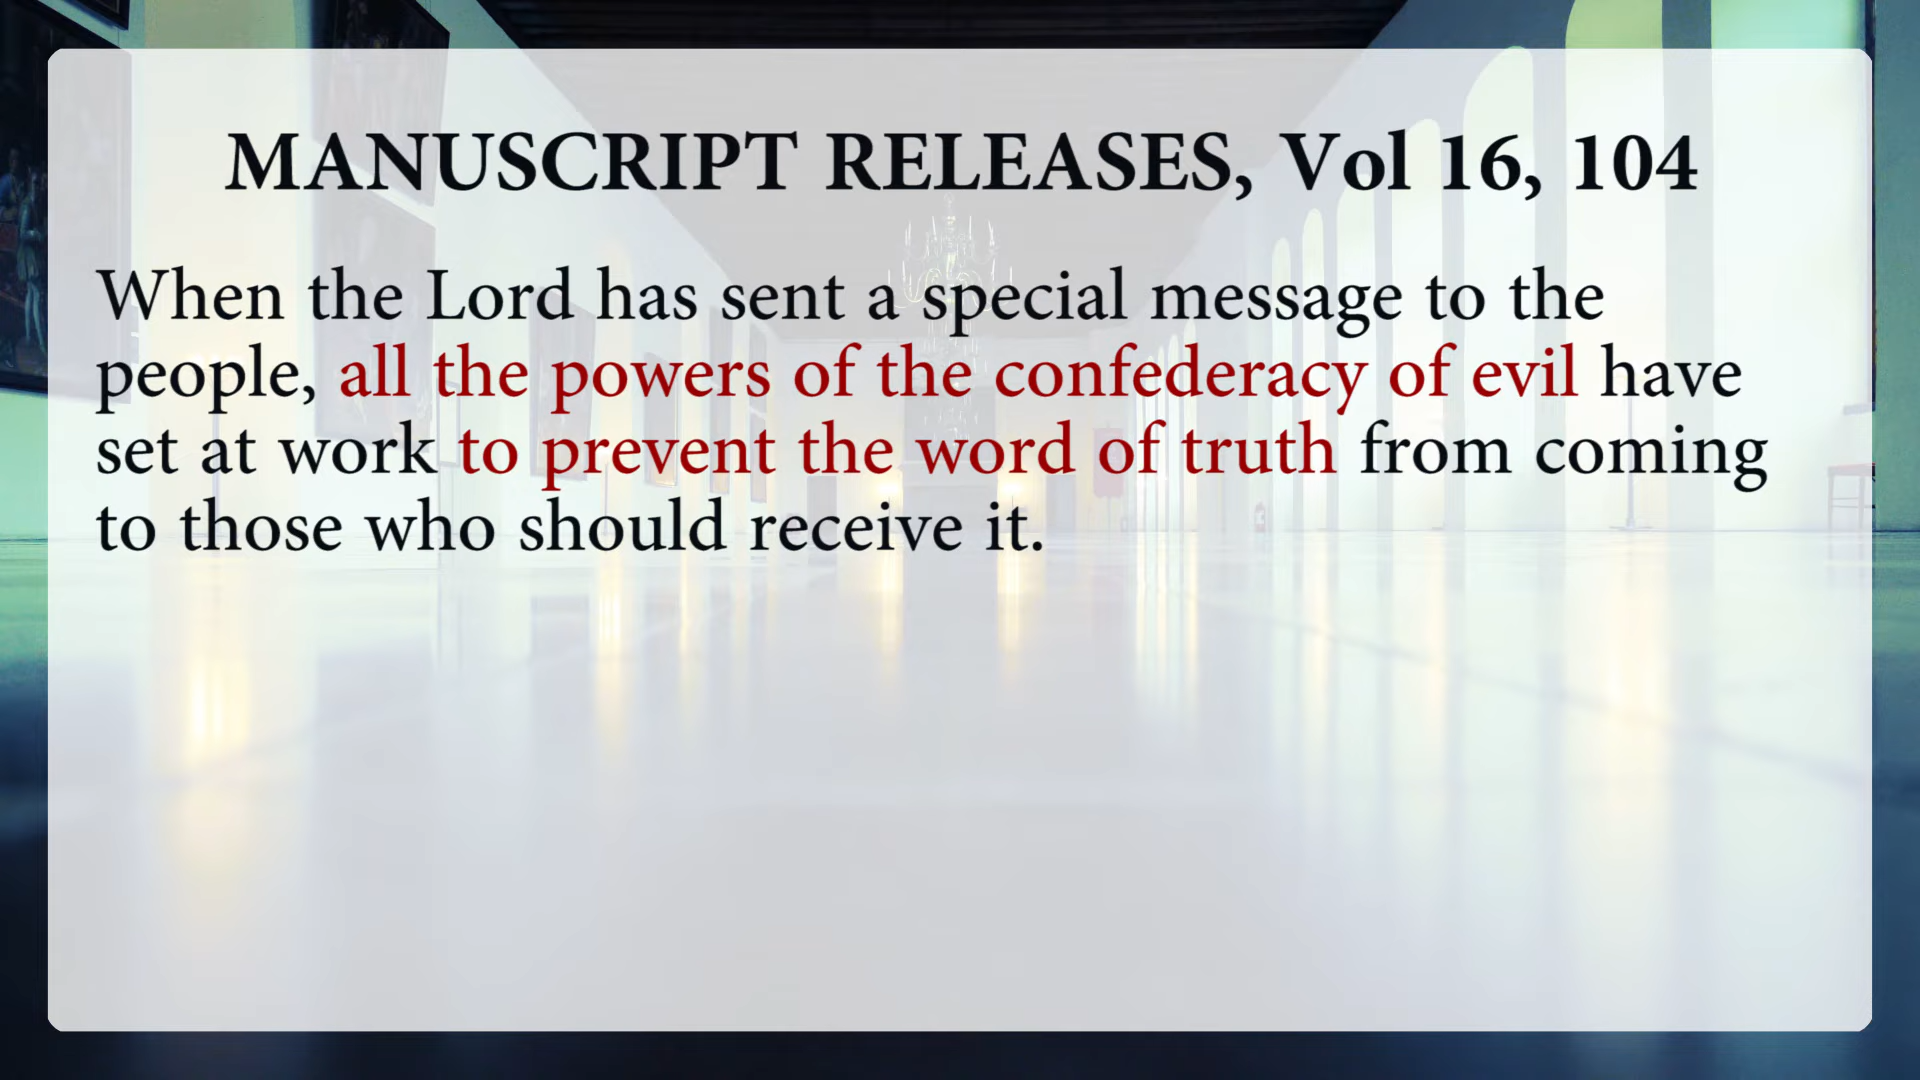 MANUSCRIPT RELEASES, Vol 16, 104
When the Lord has sent a special message to the
people, all the powers of the confederacy of evil have
set at work to prevent the word of truth from coming
to those who should receive it.